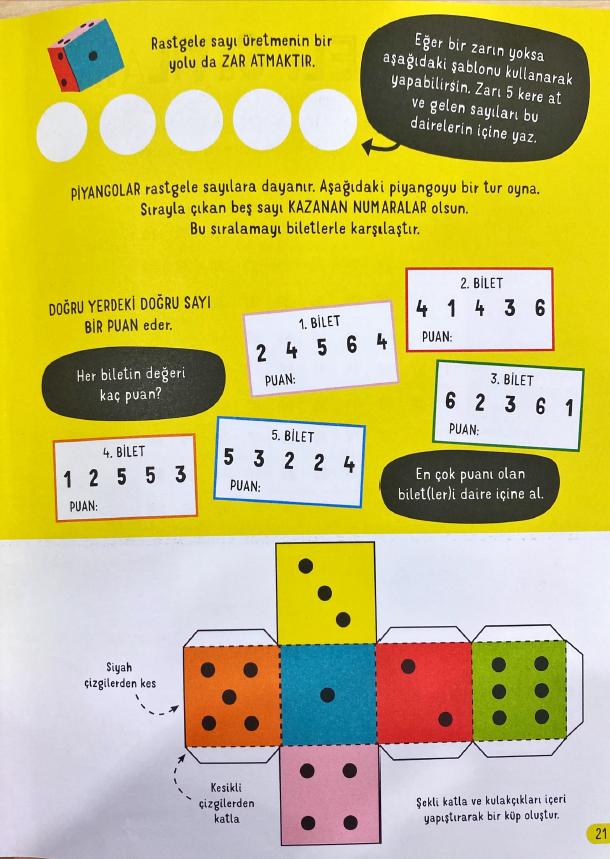 Rastgele sayı üretmenin bir
yolu da ZAR ATMAKTIR.
Eğer bir zarın yoksa
aşağıdaki şablonu kullanarak
yapabilirsin. Zarı 5 kere at
ve gelen sayıları bu
dairelerin içine yaz.
PİYANGOLAR rastgele sayılara dayanır. Aşağıdaki piyangoyu bir tur oyna.
Sırayla çıkan beş sayı KAZANAN NUMARALAR olsun.
Bu sıralamayı biletlerle karşılaştır.
DOĞRU YERDEKİ DOĞRU SAYI
BİR PUAN eder.
Her biletin değeri
kaç puan?
1. BİLET
2 4 5 6 4
PUAN:
2. BİLET
4 1 4 3 6
PUAN:
3. BİLET
6 2 3 6 1
PUAN:
4. BİLET
1 2 5 5 3
PUAN:
5. BİLET
5 3 2 2 4
PUAN:
En çok puanı olan
bilet(ler)i daire içine al.
Siyah
çizgilerden kes
Kesikli
çizgilerden
katla
Şekli katla ve kulakçıkları içeri
yapıştırarak bir küp oluştur.
21